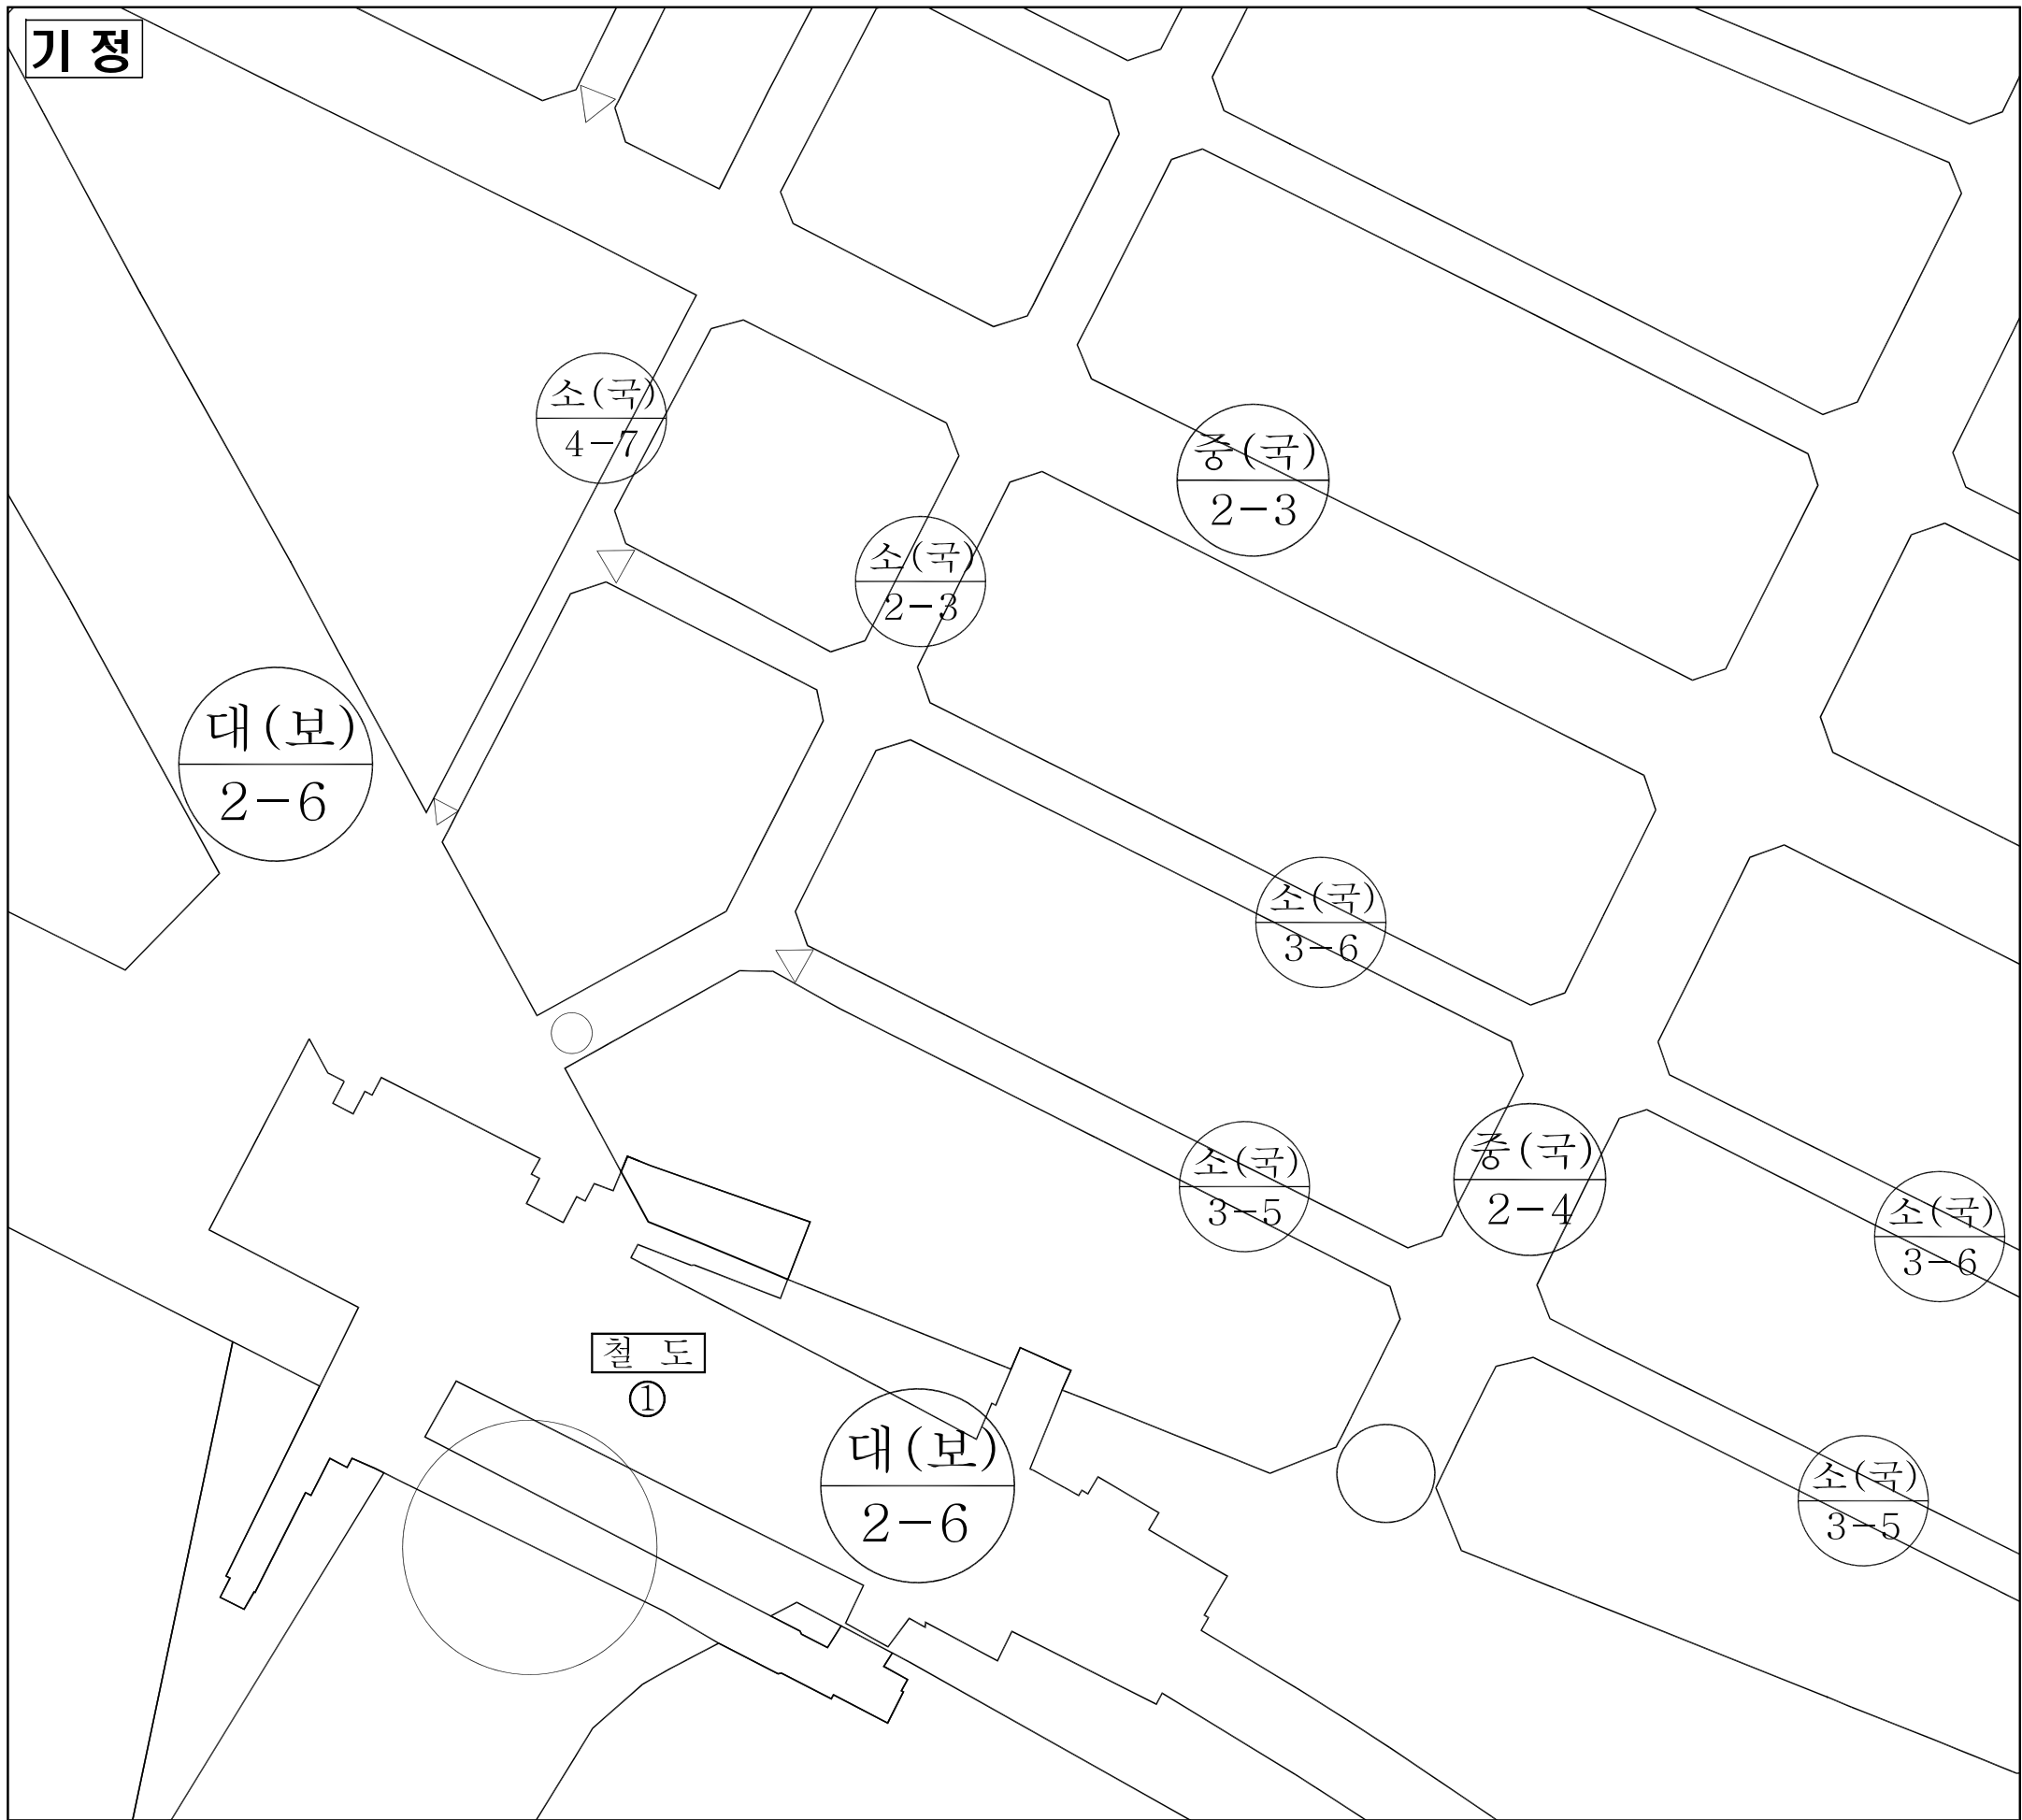 기 정
소(국)
4-7
중(국)
2-3
소(국)
2-3
대(보)
2-6
소(국)
3-6
소(국)
3-5
중(국)
2-4
소(국)
3-6
철 도
①
대(보)
2-6
소(국)
3-5